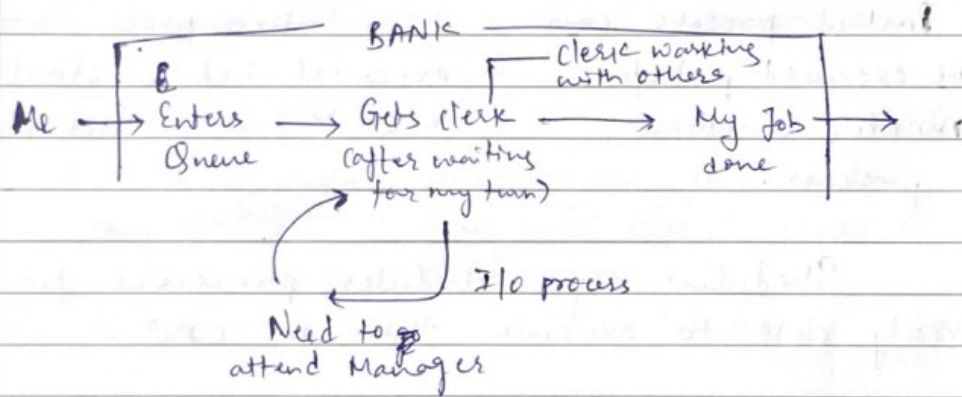 BANK
clerk working
with others
Me → Enters → Gets clerk → My Job →
Queue (after waiting done
for my turn)
I/o process
Need to
attend Manager